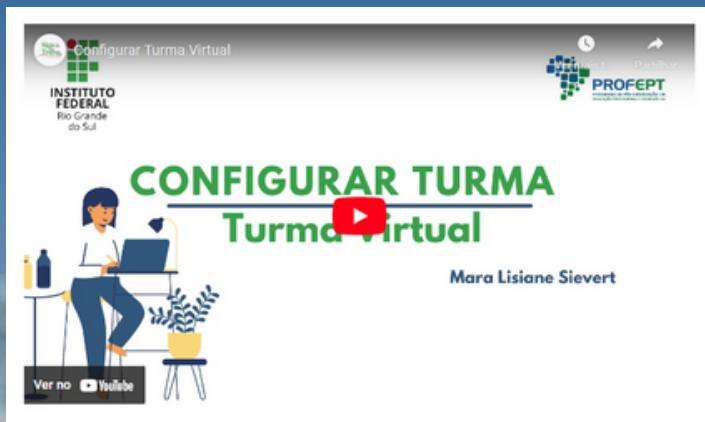 Configurar Turma Virtual
Partilhar
INSTITUTO
FEDERAL
Rio Grande
do Sul
PROFEPT
CONFIGURAR TURMA
Turma Virtual
Mara Lisiane Sievert
Ver no YouTube